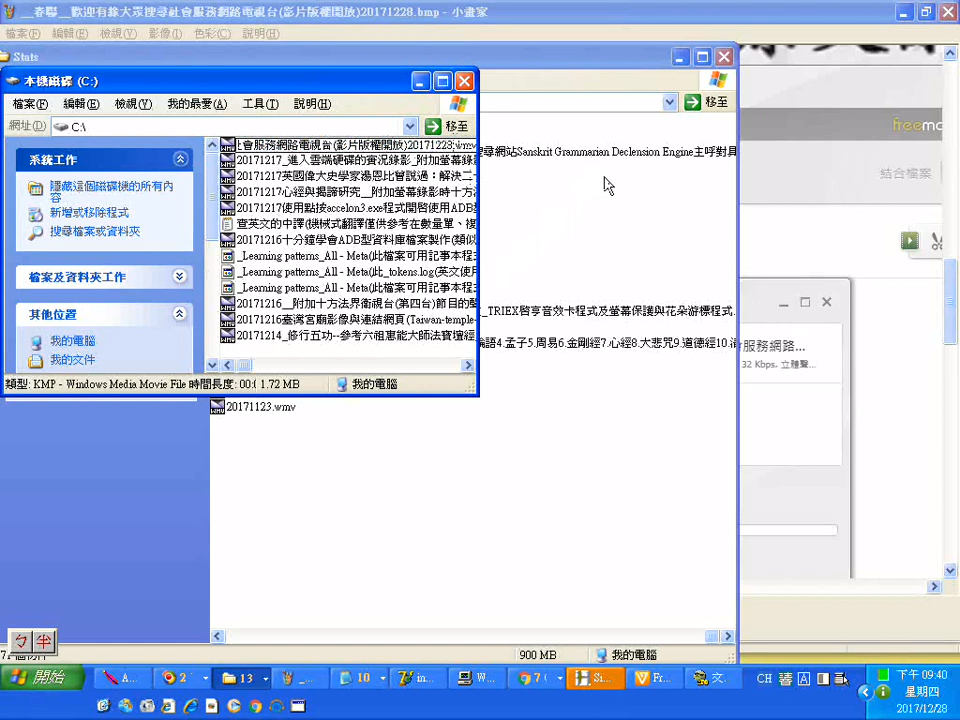 __春聯__歡迎有緣大眾搜尋社會服務網路電視台(影片版權開放)20171228.bmp - 小畫家
檔案(F) 編輯(E) 檢視(V) 影像(I) 色彩(C) 說明(H)
Stats
本機磁碟 (C:)
檔案(F) 編輯(E) 檢視(V) 我的最愛(A) 工具(T) 說明(H)
移至
網址(D) C:\ 移至
系統工作
隱藏這個磁碟機的所有內容
新增或移除程式
搜尋檔案或資料夾
檔案及資料夾工作
其他位置
我的電腦
我的文件
社會服務網路電視台(影片版權開放)20171228.wmv
20171217_進入雲端硬碟的實況錄影_附加螢幕錄
20171217英國偉大史學家湯恩比曾說過：解決二
20171217心經與揭諦研究__附加螢幕錄影時十方
20171217使用點按accelon3.exe程式開啓使用ADB
查英文的中譯(機械式翻譯僅供參考在數量單、複
20171216十分鐘學會ADB型資料庫檔案製作(類似
_Learning patterns_All - Meta(此檔案可用記事本程
_Learning patterns_All - Meta(此_tokens.log(英文使用
_Learning patterns_All - Meta(此檔案可用記事本程
20171216__附加十方法界衛視台(第四台)節目的
20171216臺灣宮廟影像與連結網頁(Taiwan-temple-
20171214_修行五功--參考六祖惠能大師法寶壇經
類型: KMP - Windows Media Movie File 時間長度: 00:( 1.72 MB 我的電腦
尋網站Sanskrit Grammarian Declension Engine主呼對具
_TRIEX啓亨音效卡程式及螢幕保護與花朵游標程式.
論語4.孟子5.周易6.金剛經7.心經8.大悲咒9.道德經10.
20171123.wmv
freem
結合檔案
服務網路...
32 Kbps. 立體聲...
ㄅ 半
900 MB 我的電腦
開始 A... 2 13 _... 10 in... W... 7 ( Si... Fr... 文. CH
下午 09:40
星期四
2017/12/28